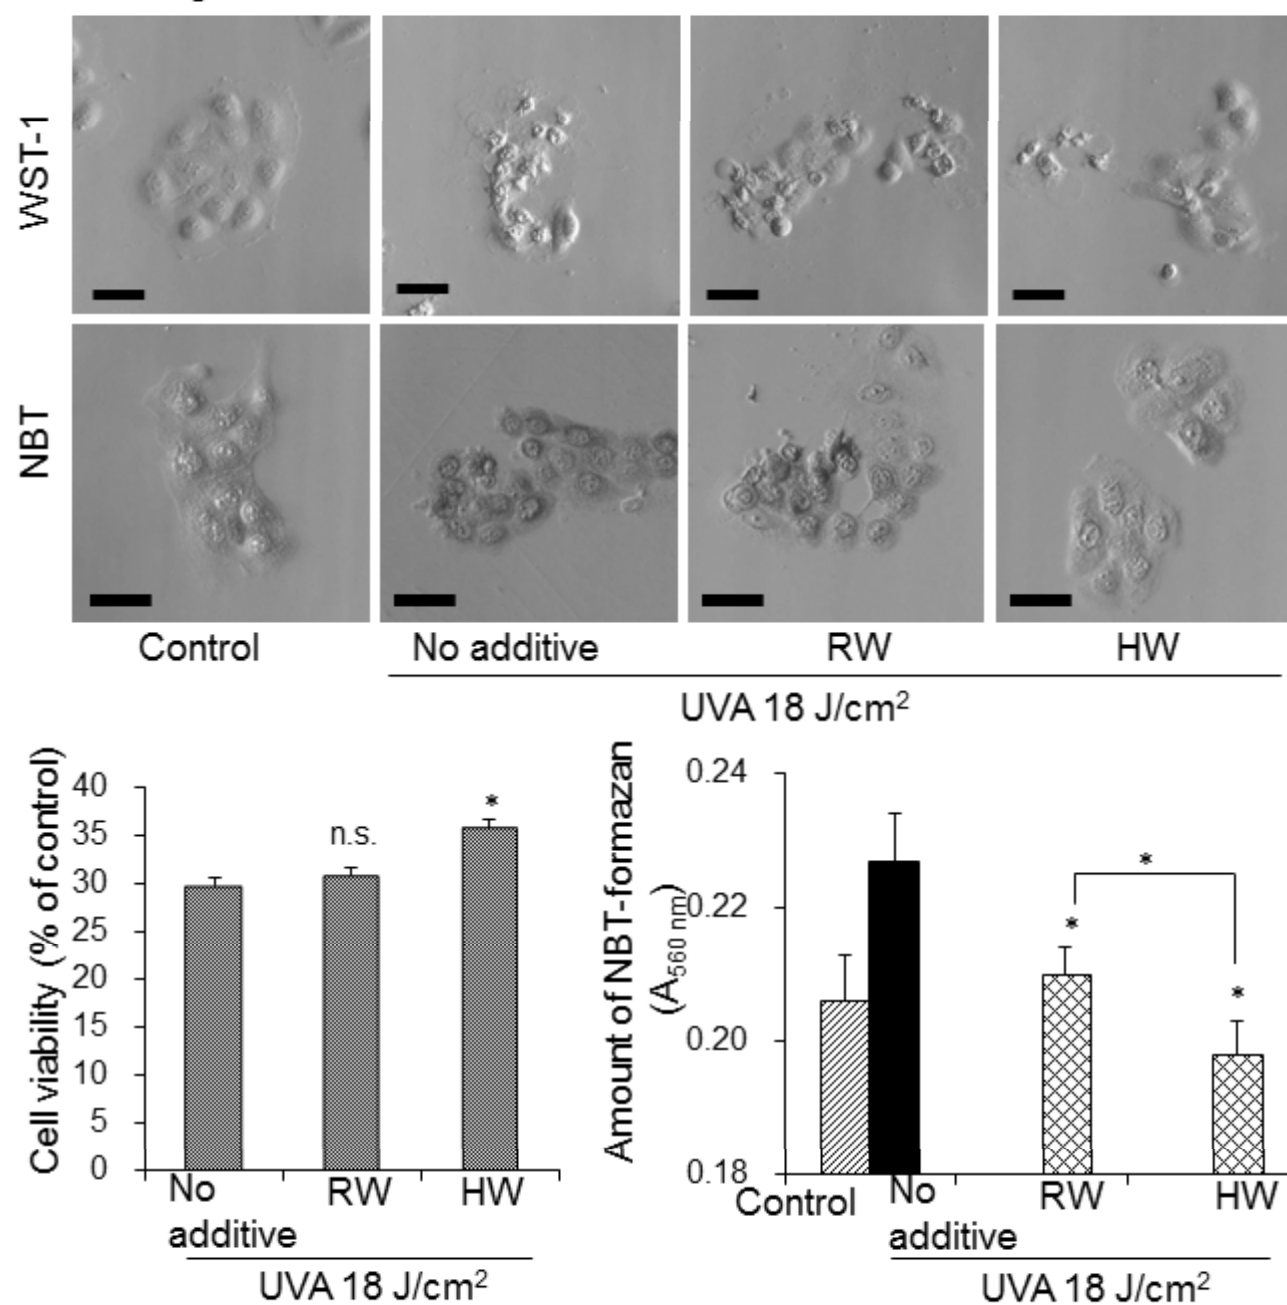 WST-1
NBT
Control No additive RW HW
UVA 18 J/cm²
Cell viability (% of control)
40
35
30
25
20
15
10
5
0
n.s.
*
No additive RW HW
UVA 18 J/cm²
Amount of NBT-formazan
(A560 nm)
0.24
0.22
0.20
0.18
*
*
*
Control No additive RW HW
UVA 18 J/cm²